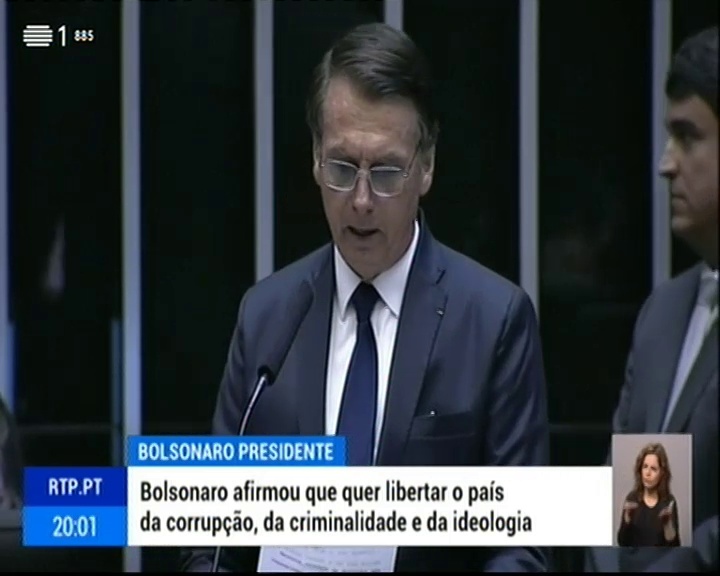 1 885
BOLSONARO PRESIDENTE
RTP.PT
Bolsonaro afirmou que quer libertar o país
20:01
da corrupção, da criminalidade e da ideologia